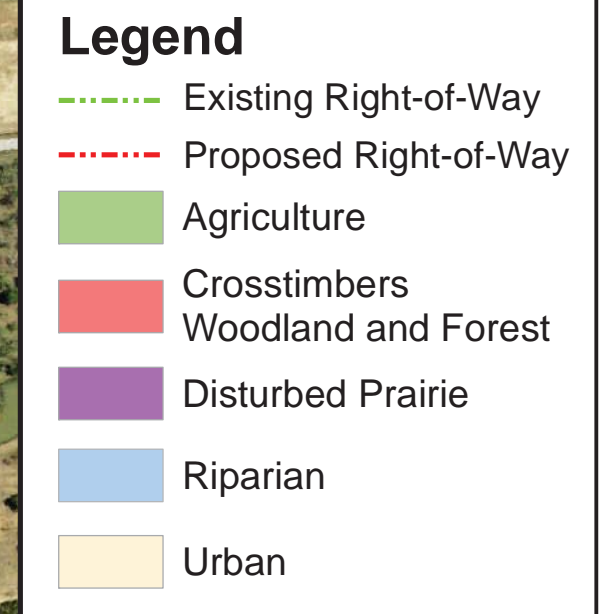 Legend
Existing Right-of-Way
Proposed Right-of-Way
Agriculture
Crosstimbers
Woodland and Forest
Disturbed Prairie
Riparian
Urban